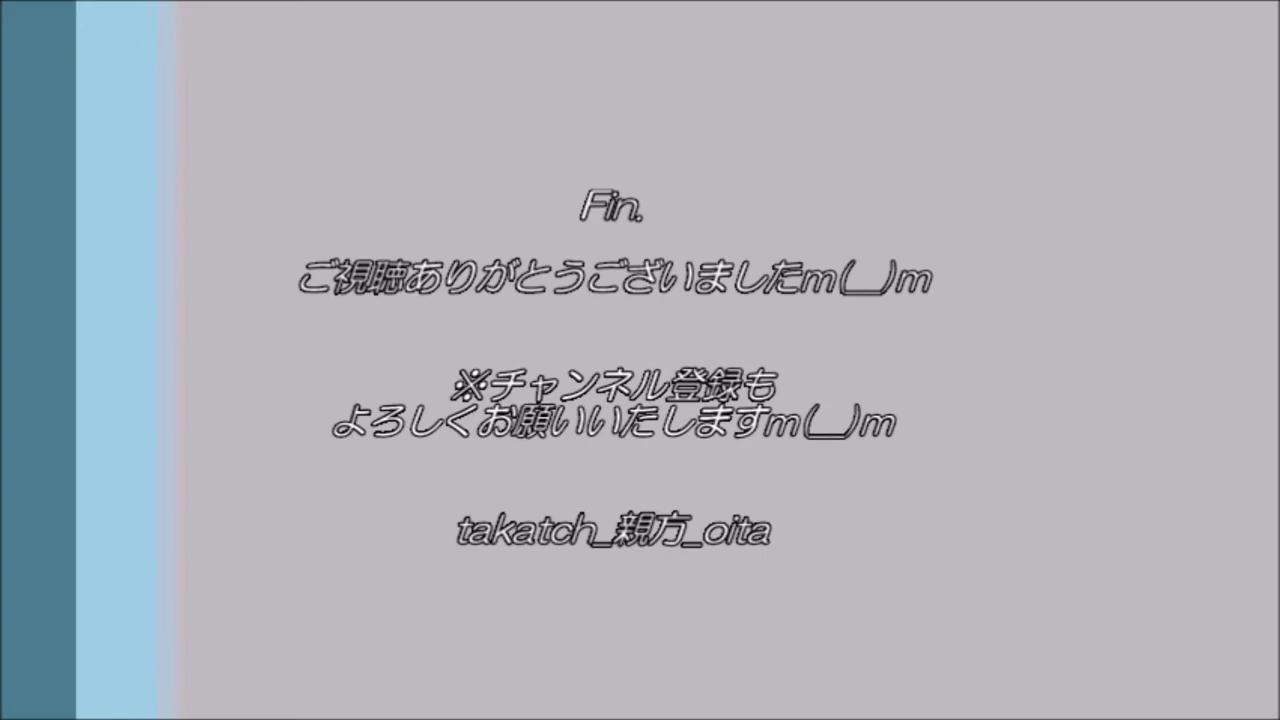 Fin.
ご視聴ありがとうございましたm(__)m
※チャンネル登録も
よろしくお願いいたしますm(__)m
takatch_親方_oita